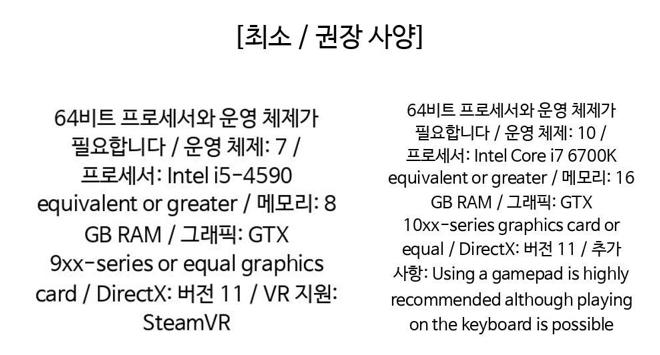 [최소 / 권장 사양]
64비트 프로세서와 운영 체제가
필요합니다 / 운영 체제: 7 /
프로세서: Intel i5-4590
equivalent or greater / 메모리: 8
GB RAM / 그래픽: GTX
9xx-series or equal graphics
card / DirectX: 버전 11 / VR 지원:
SteamVR
64비트 프로세서와 운영 체제가
필요합니다 / 운영 체제: 10 /
프로세서: Intel Core i7 6700K
equivalent or greater / 메모리: 16
GB RAM / 그래픽: GTX
10xx-series graphics card or
equal / DirectX: 버전 11 / 추가
사항: Using a gamepad is highly
recommended although playing
on the keyboard is possible